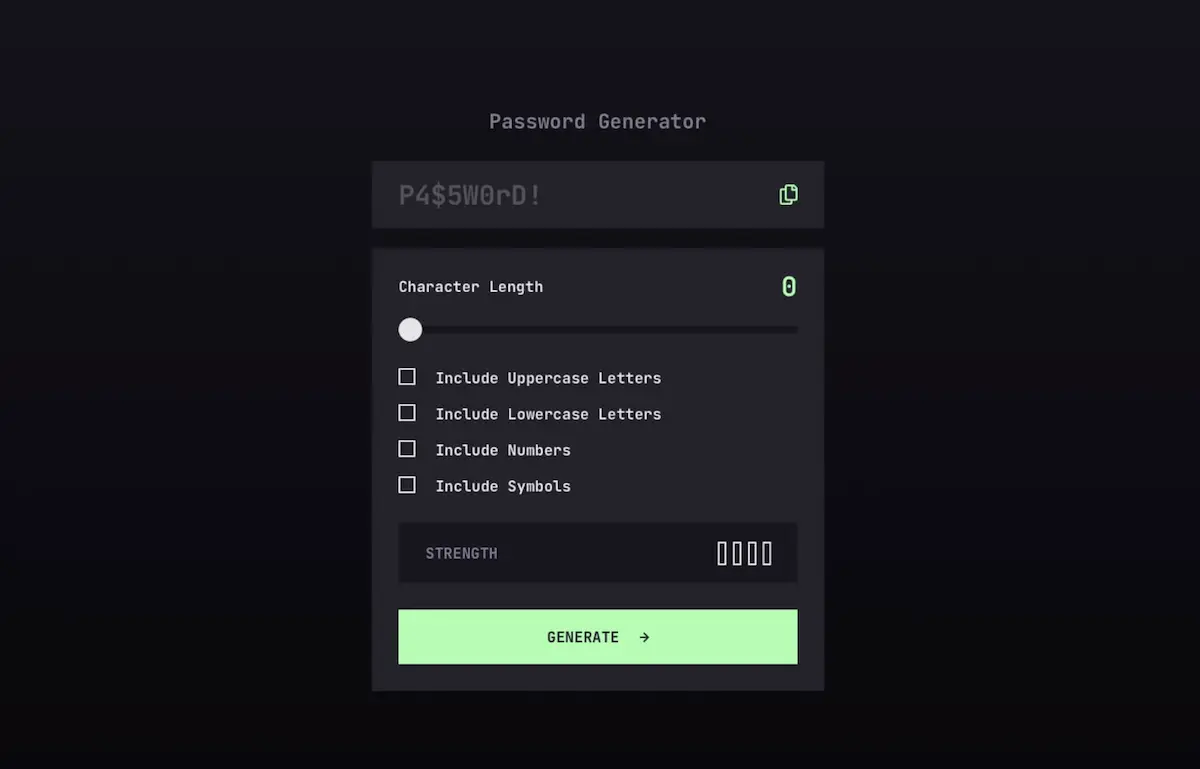 Password Generator
P4$5W0rD!
Character Length 0
Include Uppercase Letters
Include Lowercase Letters
Include Numbers
Include Symbols
STRENGTH
GENERATE →